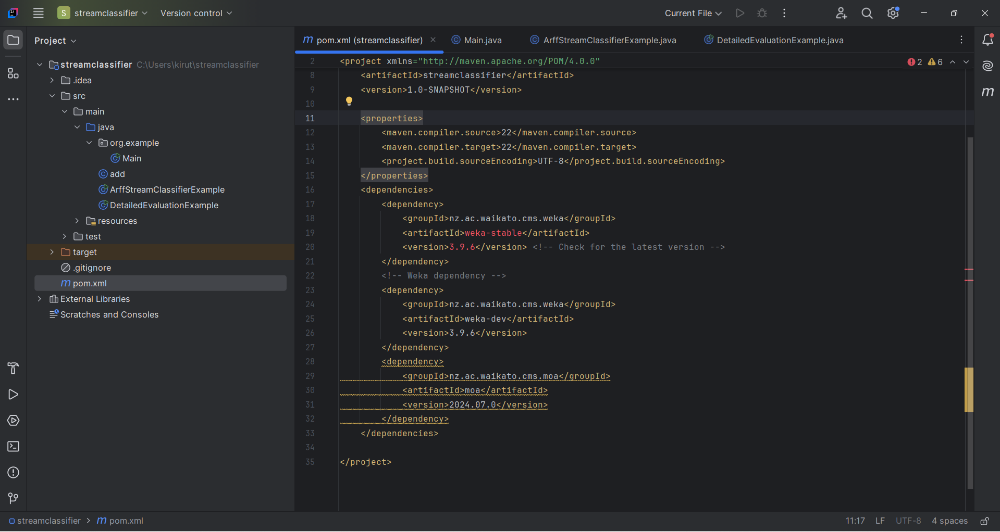 S streamclassifier Version control Current File
Project
pom.xml (streamclassifier) Main.java ArffStreamClassifierExample.java DetailedEvaluationExample.java
streamclassifier C:\Users\kirut\streamclassifier
.idea
src
main
java
org.example
Main
add
ArffStreamClassifierExample
DetailedEvaluationExample
resources
test
target
.gitignore
pom.xml
External Libraries
Scratches and Consoles
2 <project xmlns="http://maven.apache.org/POM/4.0.0" 2 6
8 <artifactId>streamclassifier</artifactId>
9 <version>1.0-SNAPSHOT</version>
10
11 <properties>
12 <maven.compiler.source>22</maven.compiler.source>
13 <maven.compiler.target>22</maven.compiler.target>
14 <project.build.sourceEncoding>UTF-8</project.build.sourceEncoding>
15 </properties>
16 <dependencies>
17 <dependency>
18 <groupId>nz.ac.waikato.cms.weka</groupId>
19 <artifactId>weka-stable</artifactId>
20 <version>3.9.6</version> <!-- Check for the latest version -->
21 </dependency>
22 <!-- Weka dependency -->
23 <dependency>
24 <groupId>nz.ac.waikato.cms.weka</groupId>
25 <artifactId>weka-dev</artifactId>
26 <version>3.9.6</version>
27 </dependency>
28 <dependency>
29 <groupId>nz.ac.waikato.cms.moa</groupId>
30 <artifactId>moa</artifactId>
31 <version>2024.07.0</version>
32 </dependency>
33 </dependencies>
34
35 </project>
streamclassifier > pom.xml 11:17 LF UTF-8 4 spaces